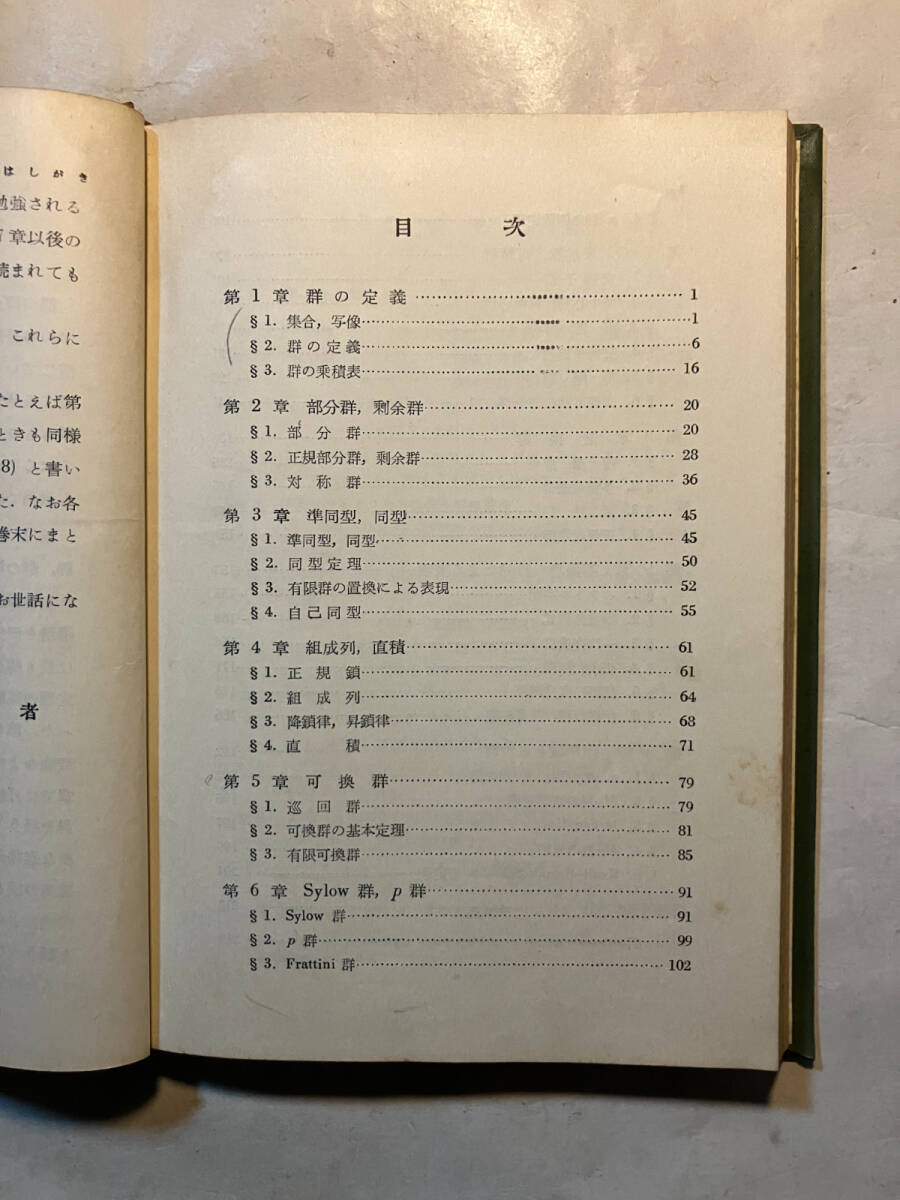 はしがき
勉強される
章以後の
読まれても
これらに
たとえば第
ときも同様
8) と書い
た. なお各
巻末にまと
お世話にな
者
目 次
第1章 群の定義……1
§1. 集合, 写像……1
§2. 群の定義……6
§3. 群の乗積表……16
第2章 部分群, 剰余群……20
§1. 部分群……20
§2. 正規部分群, 剰余群……28
§3. 対称群……36
第3章 準同型, 同型……45
§1. 準同型, 同型……45
§2. 同型定理……50
§3. 有限群の置換による表現……52
§4. 自己同型……55
第4章 組成列, 直積……61
§1. 正規鎖……61
§2. 組成列……64
§3. 降鎖律, 昇鎖律……68
§4. 直積……71
第5章 可換群……79
§1. 巡回群……79
§2. 可換群の基本定理……81
§3. 有限可換群……85
第6章 Sylow 群, p 群……91
§1. Sylow 群……91
§2. p 群……99
§3. Frattini 群……102